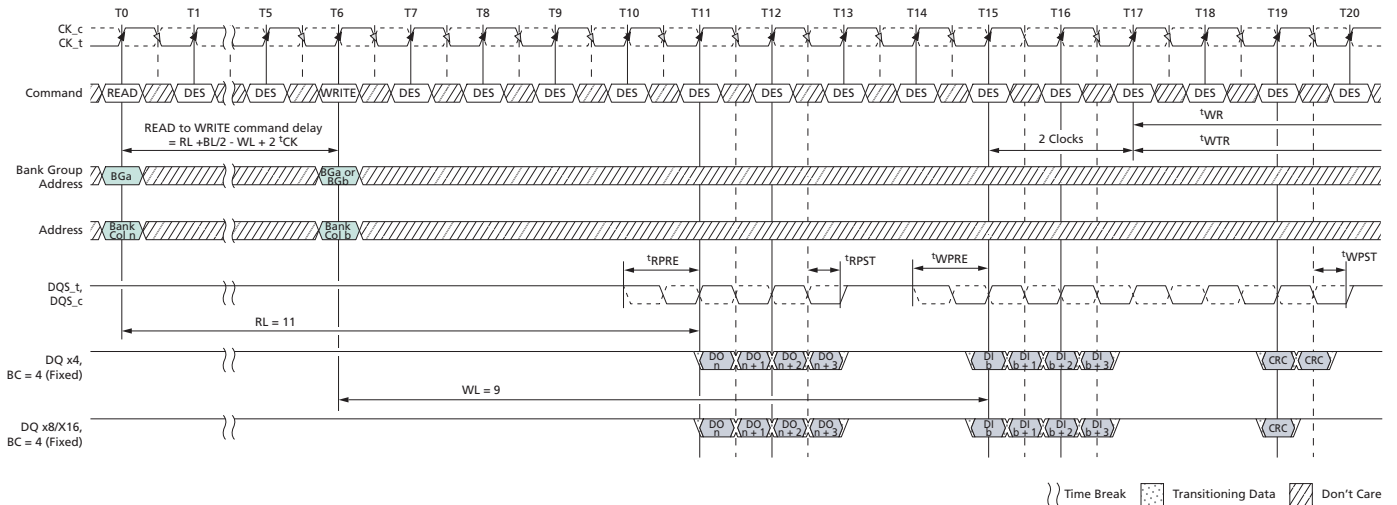 T0 T1 T5 T6 T7 T8 T9 T10 T11 T12 T13 T14 T15 T16 T17 T18 T19 T20
CK_c
CK_t
Command READ DES DES WRITE DES DES DES DES DES DES DES DES DES DES DES DES DES DES
READ to WRITE command delay
= RL +BL/2 - WL + 2 tCK
tWR
2 Clocks
tWTR
Bank Group
Address
BGa
BGa or
BGb
Address
Bank
Col n
Bank
Col b
tRPRE
tRPST
tWPRE
tWPST
DQS_t,
DQS_c
RL = 11
DQ x4,
BC = 4 (Fixed)
DO
n
DO
n + 1
DO
n + 2
DO
n + 3
DI
b
DI
b + 1
DI
b + 2
DI
b + 3
CRC
CRC
WL = 9
DQ x8/X16,
BC = 4 (Fixed)
DO
n
DO
n + 1
DO
n + 2
DO
n + 3
DI
b
DI
b + 1
DI
b + 2
DI
b + 3
CRC
Time Break Transitioning Data Don't Care